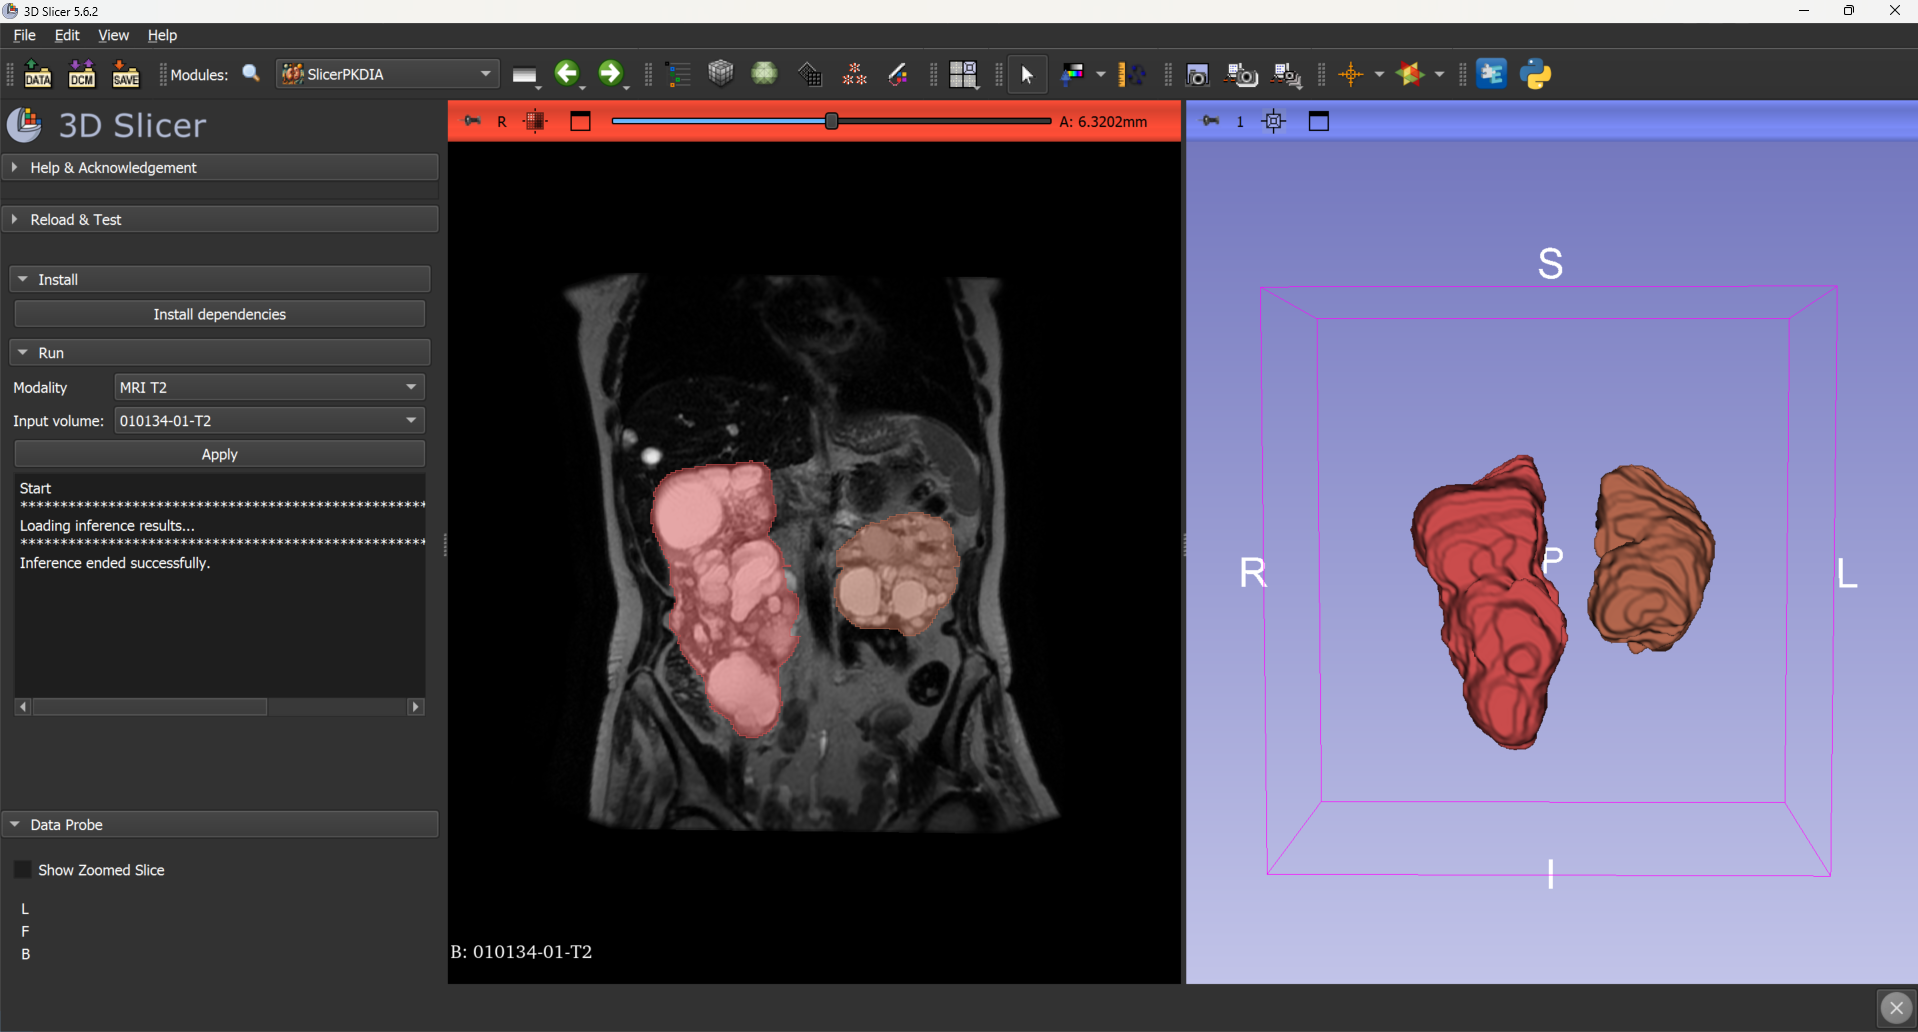 3D Slicer 5.6.2
File Edit View Help
DATA DCM SAVE Modules: SlicerPKDIA
3D Slicer
Help & Acknowledgement
Reload & Test
Install
Install dependencies
Run
Modality MRI T2
Input volume: 010134-01-T2
Apply
Start
******************************************************
Loading inference results...
******************************************************
Inference ended successfully.
Data Probe
Show Zoomed Slice
L
F
B
R A: 6.3202mm
B: 010134-01-T2
1
S
R P L
I